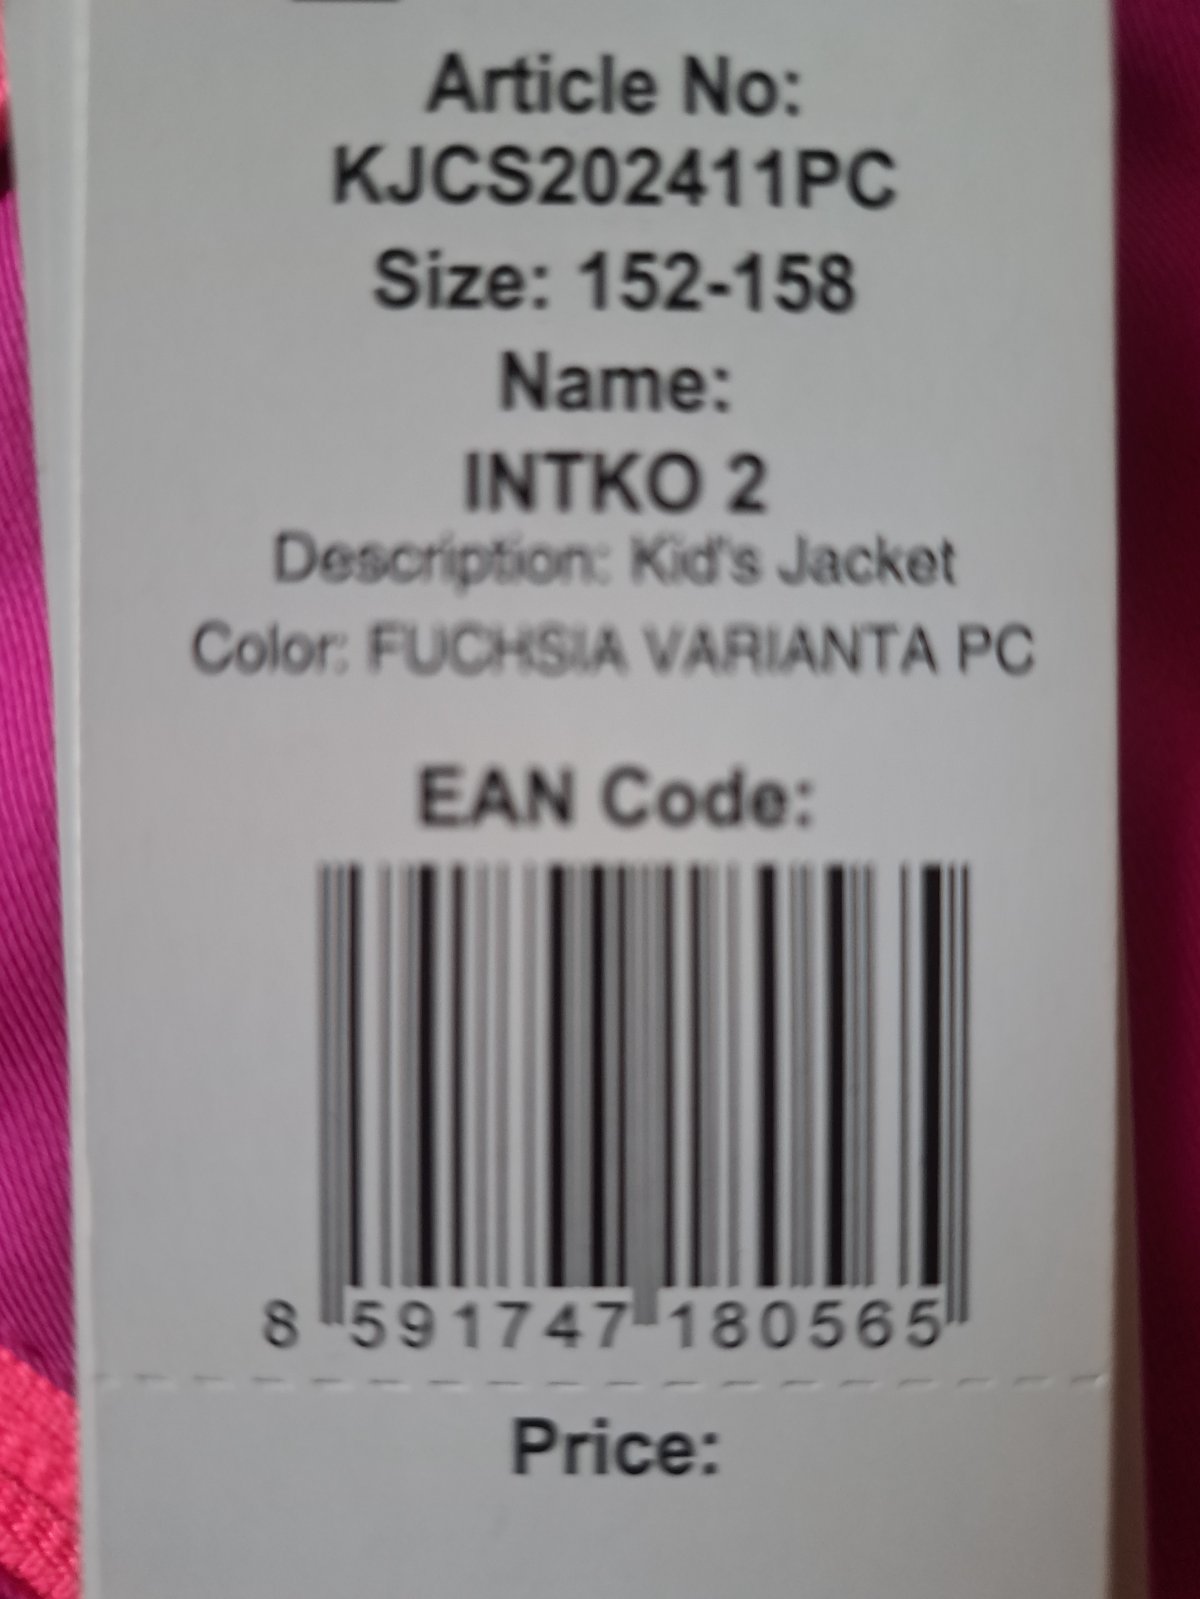 Article No:
KJCS202411PC
Size: 152-158
Name:
INTKO 2
Description: Kid's Jacket
Color: FUCHSIA VARIANTA PC
EAN Code:
8 591747 180565
Price: